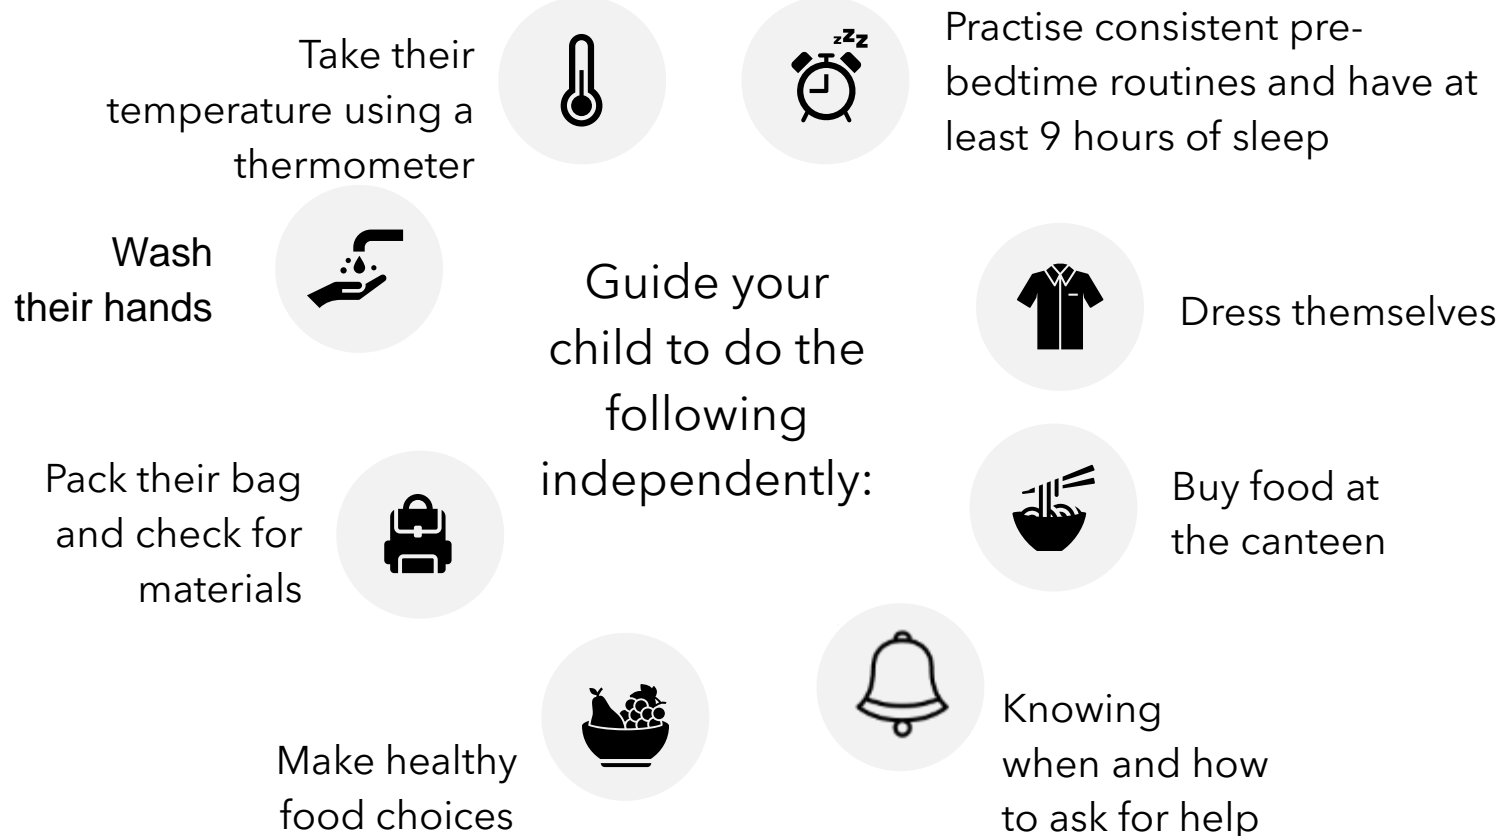 Take their
temperature using a
thermometer
zzz
Practise consistent pre-
bedtime routines and have at
least 9 hours of sleep
Wash
their hands
Guide your
child to do the
following
independently:
Dress themselves
Pack their bag
and check for
materials
Buy food at
the canteen
Make healthy
food choices
Knowing
when and how
to ask for help